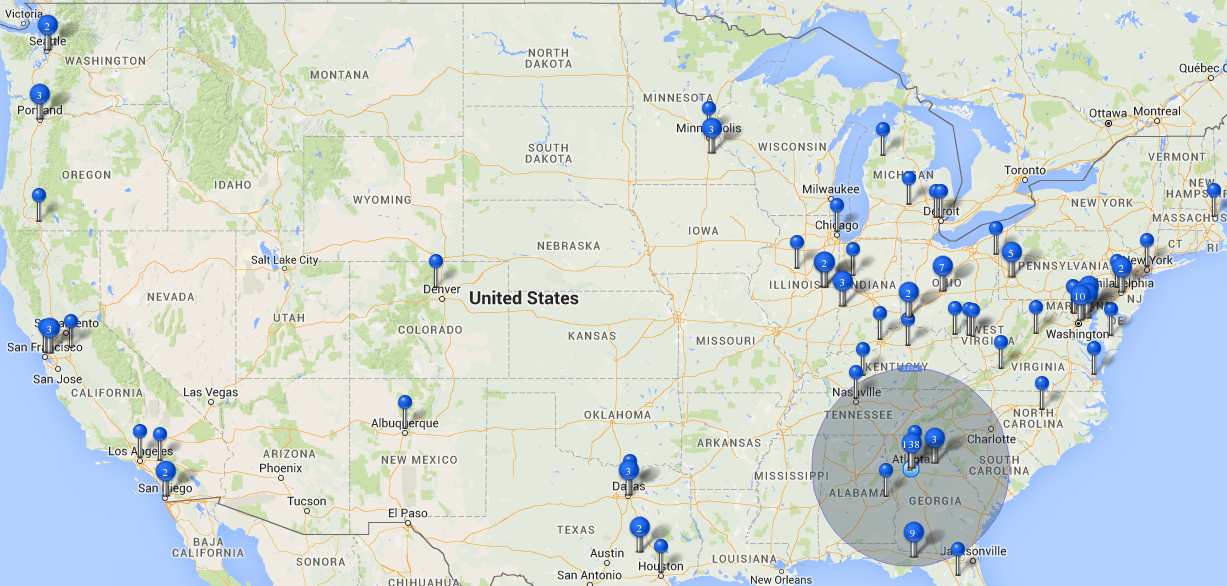 Victoria
2
Seattle
WASHINGTON
NORTH
DAKOTA
MONTANA
MINNESOTA
Québec
Ottawa
Montreal
3
Portland
3
Minneapolis
SOUTH
DAKOTA
WISCONSIN
MICHIGAN
Toronto
VERMONT
NEW
HAMPSHIR
MASSACHUS
OREGON
IDAHO
WYOMING
Milwaukee
Detroit
NEW YORK
Chicago
IOWA
NEBRASKA
CT
RI
Salt Lake City
Denver
United States
ILLINOIS
INDIANA
OHIO
PENNSYLVANIA
New York
Philadelphia
2
3
7
2
5
2
10
NJ
MARYLAND
DE
Washington
NEVADA
UTAH
COLORADO
KANSAS
MISSOURI
WEST
VIRGINIA
VIRGINIA
KENTUCKY
Sacramento
3
San Francisco
San Jose
CALIFORNIA
Las Vegas
Nashville
TENNESSEE
NORTH
CAROLINA
Charlotte
Albuquerque
OKLAHOMA
ARKANSAS
Los Angeles
ARIZONA
NEW MEXICO
Phoenix
2
San Diego
Tucson
El Paso
3
Dallas
MISSISSIPPI
ALABAMA
138
3
Atlanta
SOUTH
CAROLINA
GEORGIA
TEXAS
2
9
BAJA
CALIFORNIA
SONORA
CHIHUAHUA
Austin
Houston
San Antonio
LOUISIANA
New Orleans
Jacksonville